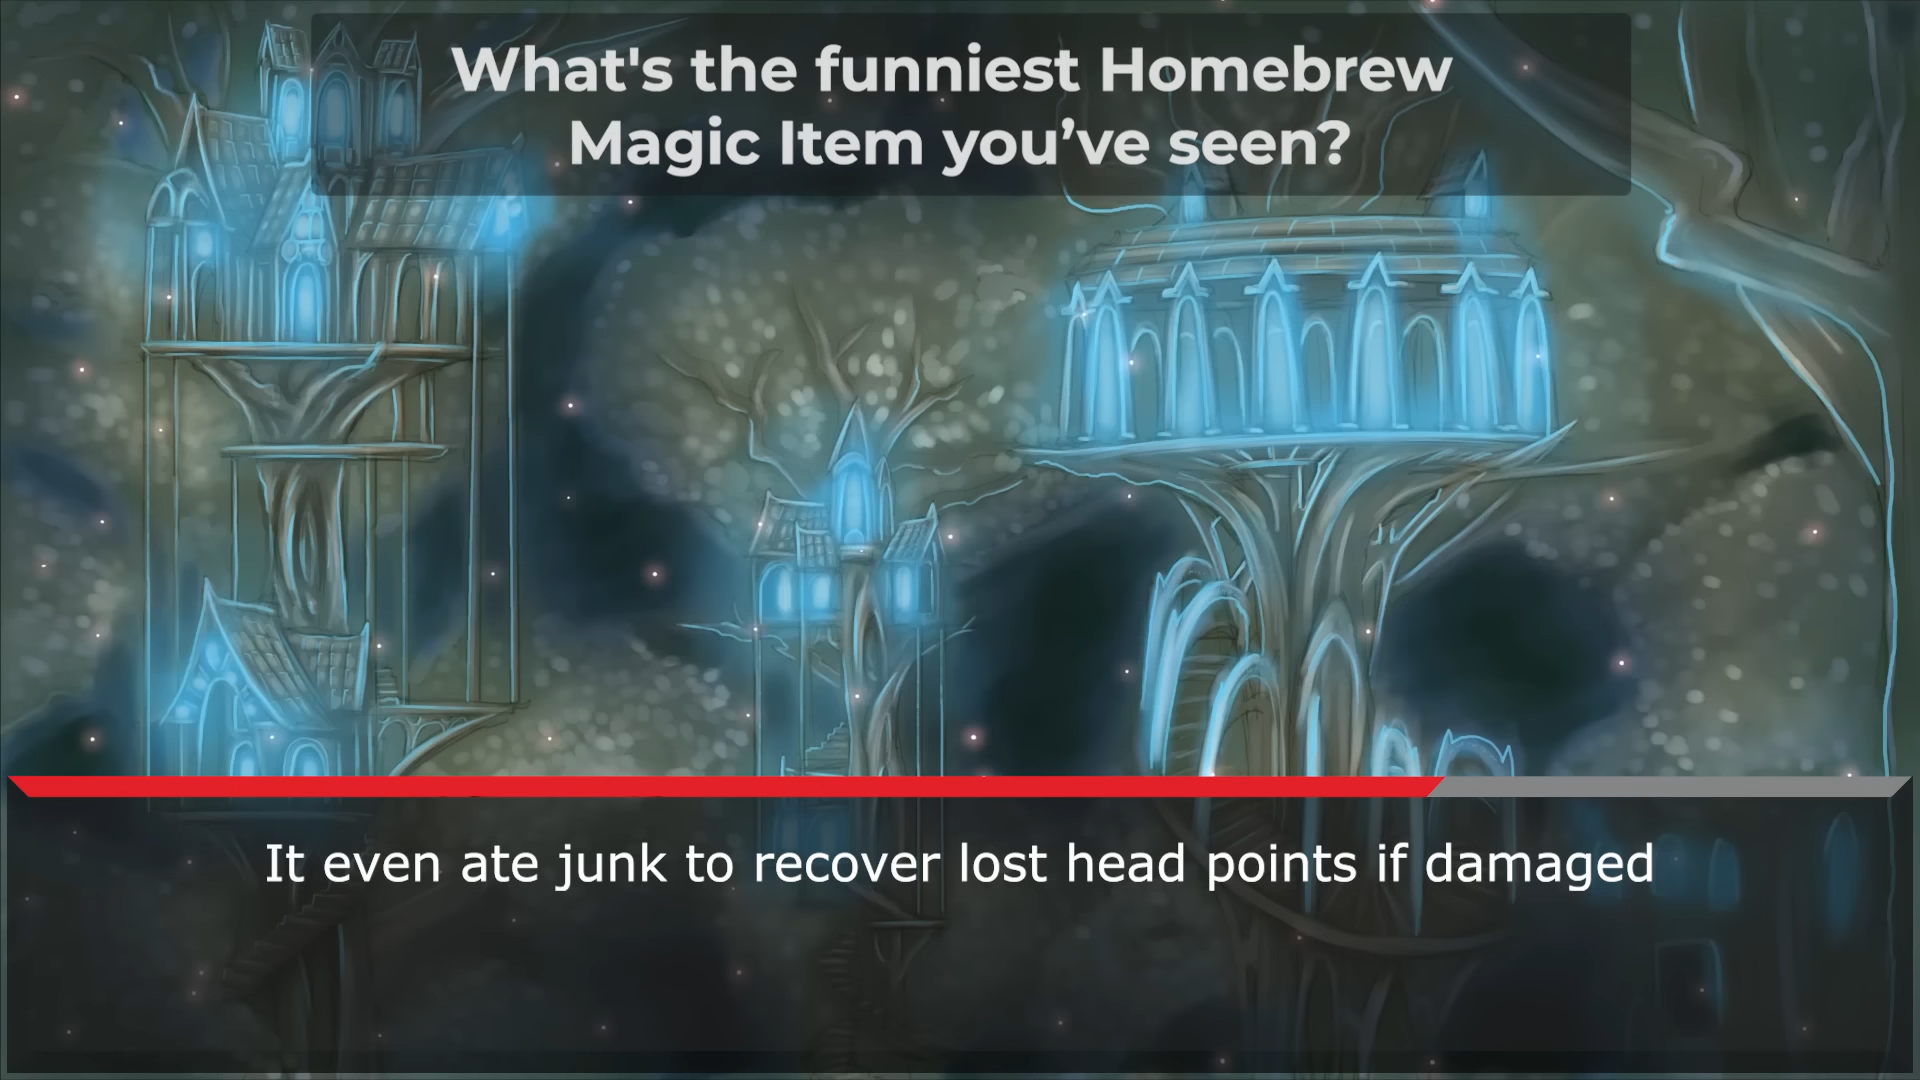 What's the funniest Homebrew
Magic Item you’ve seen?
It even ate junk to recover lost head points if damaged